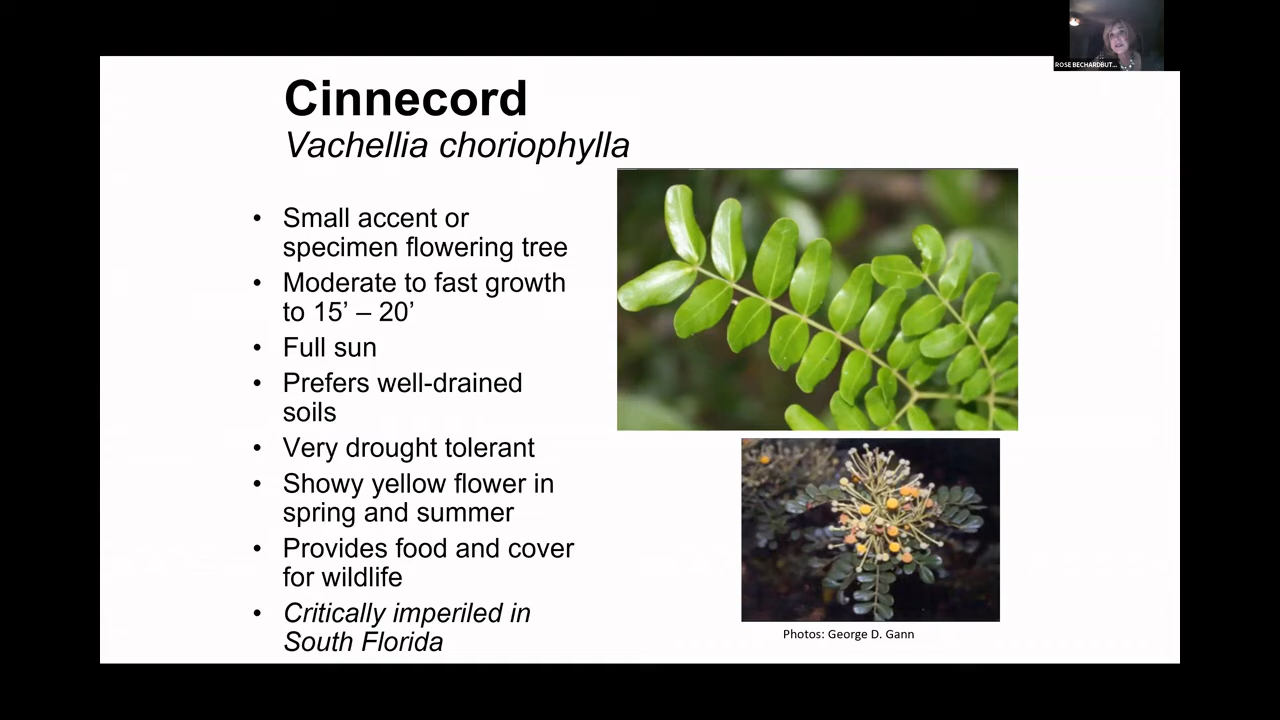 ROSE BECHARDBUT...
Cinnecord
Vachellia choriophylla
• Small accent or
specimen flowering tree
• Moderate to fast growth
to 15’ – 20’
• Full sun
• Prefers well-drained
soils
• Very drought tolerant
• Showy yellow flower in
spring and summer
• Provides food and cover
for wildlife
• Critically imperiled in
South Florida
Photos: George D. Gann